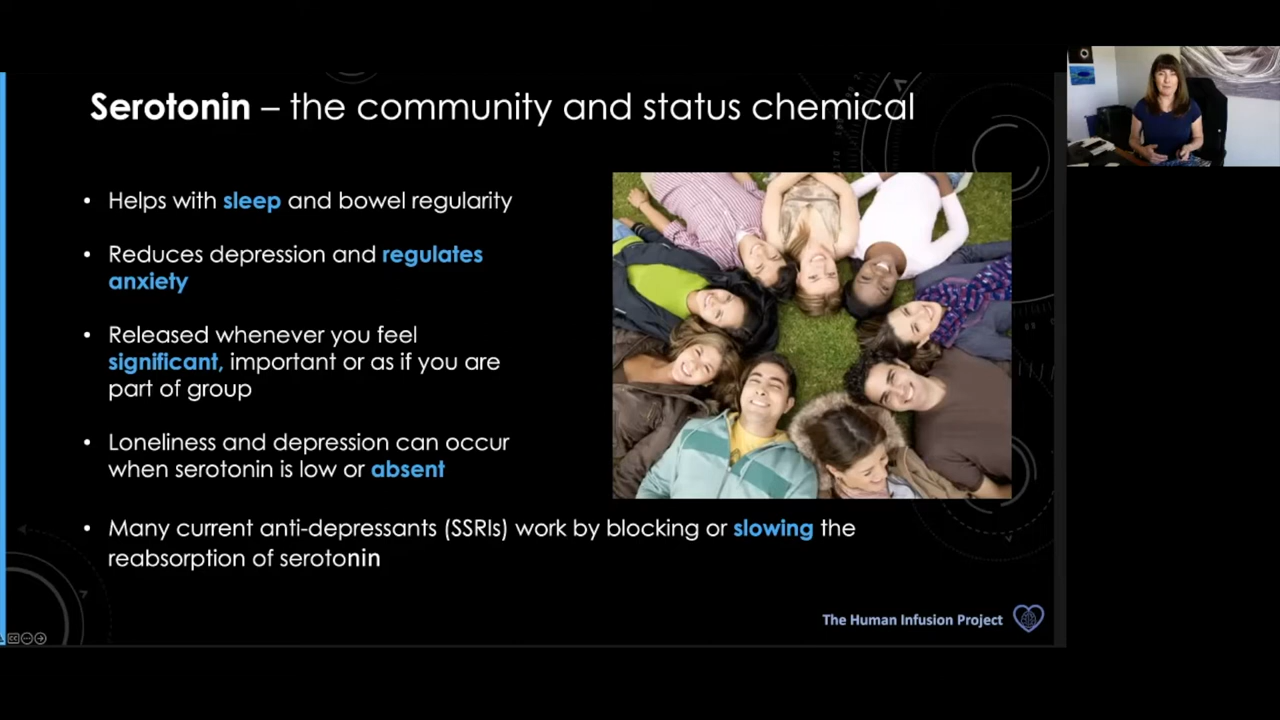 Serotonin – the community and status chemical
• Helps with sleep and bowel regularity
• Reduces depression and regulates
anxiety
• Released whenever you feel
significant, important or as if you are
part of group
• Loneliness and depression can occur
when serotonin is low or absent
• Many current anti-depressants (SSRIs) work by blocking or slowing the
reabsorption of serotonin
The Human Infusion Project